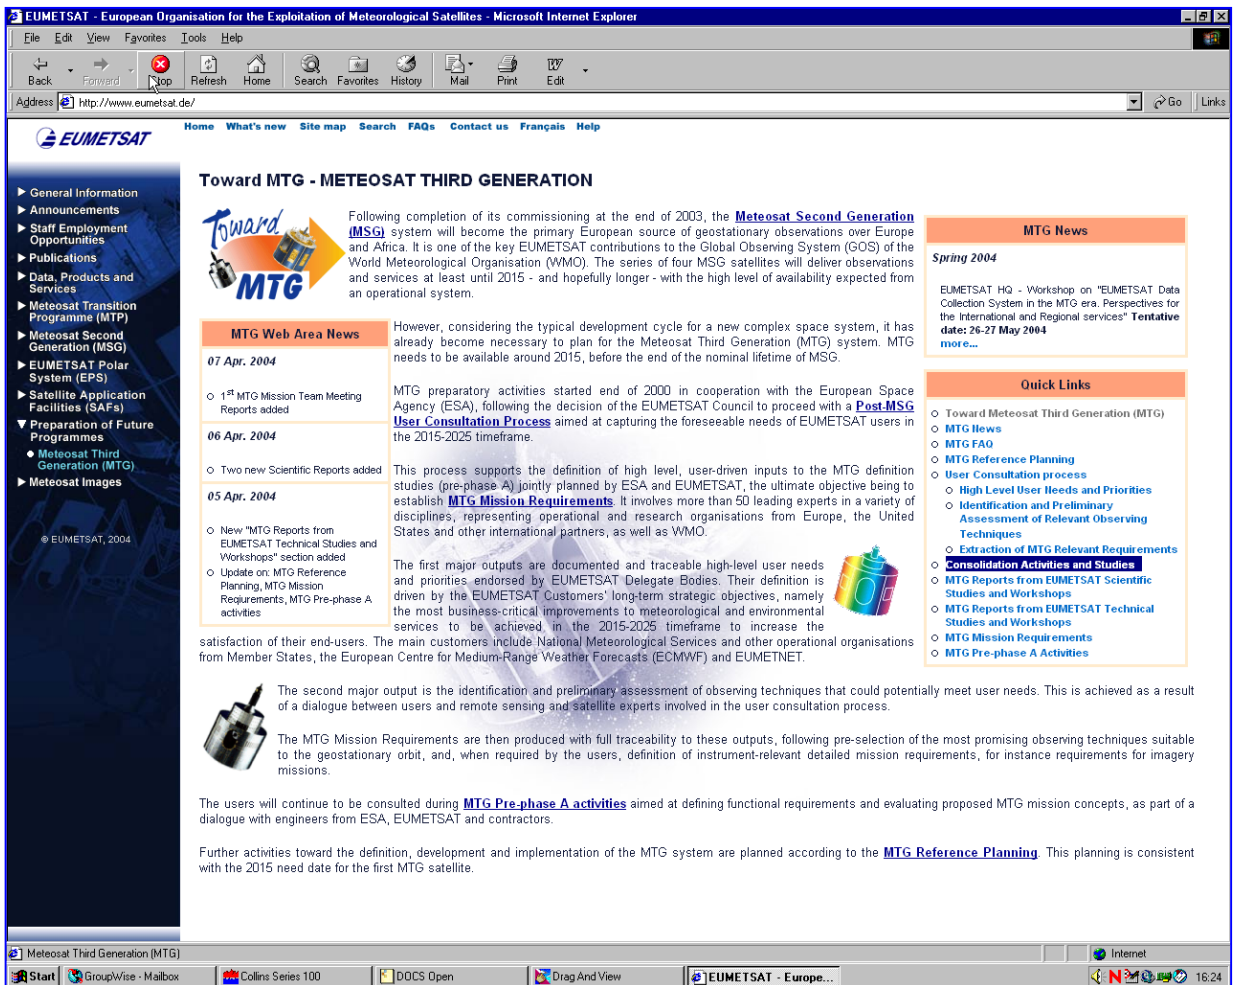 EUMETSAT - European Organisation for the Exploitation of Meteorological Satellites - Microsoft Internet Explorer
File Edit View Favorites Tools Help
Back Forward Stop Refresh Home Search Favorites History Mail Print Edit
Address http://www.eumetsat.de/ Go Links
EUMETSAT
Home What's new Site map Search FAQs Contact us Français Help
General Information
Announcements
Staff Employment
Opportunities
Publications
Data, Products and
Services
Meteosat Transition
Programme (MTP)
Meteosat Second
Generation (MSG)
EUMETSAT Polar
System (EPS)
Satellite Application
Facilities (SAFs)
Preparation of Future
Programmes
Meteosat Third
Generation (MTG)
Meteosat Images
© EUMETSAT, 2004
Toward MTG - METEOSAT THIRD GENERATION
Toward
MTG
Following completion of its commissioning at the end of 2003, the Meteosat Second Generation
(MSG) system will become the primary European source of geostationary observations over Europe
and Africa. It is one of the key EUMETSAT contributions to the Global Observing System (GOS) of the
World Meteorological Organisation (WMO). The series of four MSG satellites will deliver observations
and services at least until 2015 - and hopefully longer - with the high level of availability expected from
an operational system.
MTG Web Area News
07 Apr. 2004
1st MTG Mission Team Meeting
Reports added
06 Apr. 2004
Two new Scientific Reports added
05 Apr. 2004
New "MTG Reports from
EUMETSAT Technical Studies and
Workshops" section added
Update on: MTG Reference
Planning, MTG Mission
Reqiurements, MTG Pre-phase A
activities
However, considering the typical development cycle for a new complex space system, it has
already become necessary to plan for the Meteosat Third Generation (MTG) system. MTG
needs to be available around 2015, before the end of the nominal lifetime of MSG.
MTG preparatory activities started end of 2000 in cooperation with the European Space
Agency (ESA), following the decision of the EUMETSAT Council to proceed with a Post-MSG
User Consultation Process aimed at capturing the foreseeable needs of EUMETSAT users in
the 2015-2025 timeframe.
This process supports the definition of high level, user-driven inputs to the MTG definition
studies (pre-phase A) jointly planned by ESA and EUMETSAT, the ultimate objective being to
establish MTG Mission Requirements. It involves more than 50 leading experts in a variety of
disciplines, representing operational and research organisations from Europe, the United
States and other international partners, as well as WMO.
The first major outputs are documented and traceable high-level user needs
and priorities endorsed by EUMETSAT Delegate Bodies. Their definition is
driven by the EUMETSAT Customers' long-term strategic objectives, namely
the most business-critical improvements to meteorological and environmental
services to be achieved in the 2015-2025 timeframe to increase the
satisfaction of their end-users. The main customers include National Meteorological Services and other operational organisations
from Member States, the European Centre for Medium-Range Weather Forecasts (ECMWF) and EUMETNET.
MTG News
Spring 2004
EUMETSAT HQ - Workshop on "EUMETSAT Data
Collection System in the MTG era. Perspectives for
the International and Regional services" Tentative
date: 26-27 May 2004
more...
Quick Links
Toward Meteosat Third Generation (MTG)
MTG News
MTG FAQ
MTG Reference Planning
User Consultation process
High Level User Needs and Priorities
Identification and Preliminary
Assessment of Relevant Observing
Techniques
Extraction of MTG Relevant Requirements
Consolidation Activities and Studies
MTG Reports from EUMETSAT Scientific
Studies and Workshops
MTG Reports from EUMETSAT Technical
Studies and Workshops
MTG Mission Requirements
MTG Pre-phase A Activities
The second major output is the identification and preliminary assessment of observing techniques that could potentially meet user needs. This is achieved as a result
of a dialogue between users and remote sensing and satellite experts involved in the user consultation process.
The MTG Mission Requirements are then produced with full traceability to these outputs, following pre-selection of the most promising observing techniques suitable
to the geostationary orbit, and, when required by the users, definition of instrument-relevant detailed mission requirements, for instance requirements for imagery
missions.
The users will continue to be consulted during MTG Pre-phase A activities aimed at defining functional requirements and evaluating proposed MTG mission concepts, as part of a
dialogue with engineers from ESA, EUMETSAT and contractors.
Further activities toward the definition, development and implementation of the MTG system are planned according to the MTG Reference Planning. This planning is consistent
with the 2015 need date for the first MTG satellite.
Meteosat Third Generation (MTG) Internet
Start GroupWise - Mailbox Collins Series 100 DOCS Open Drag And View EUMETSAT - Europe... 16:24